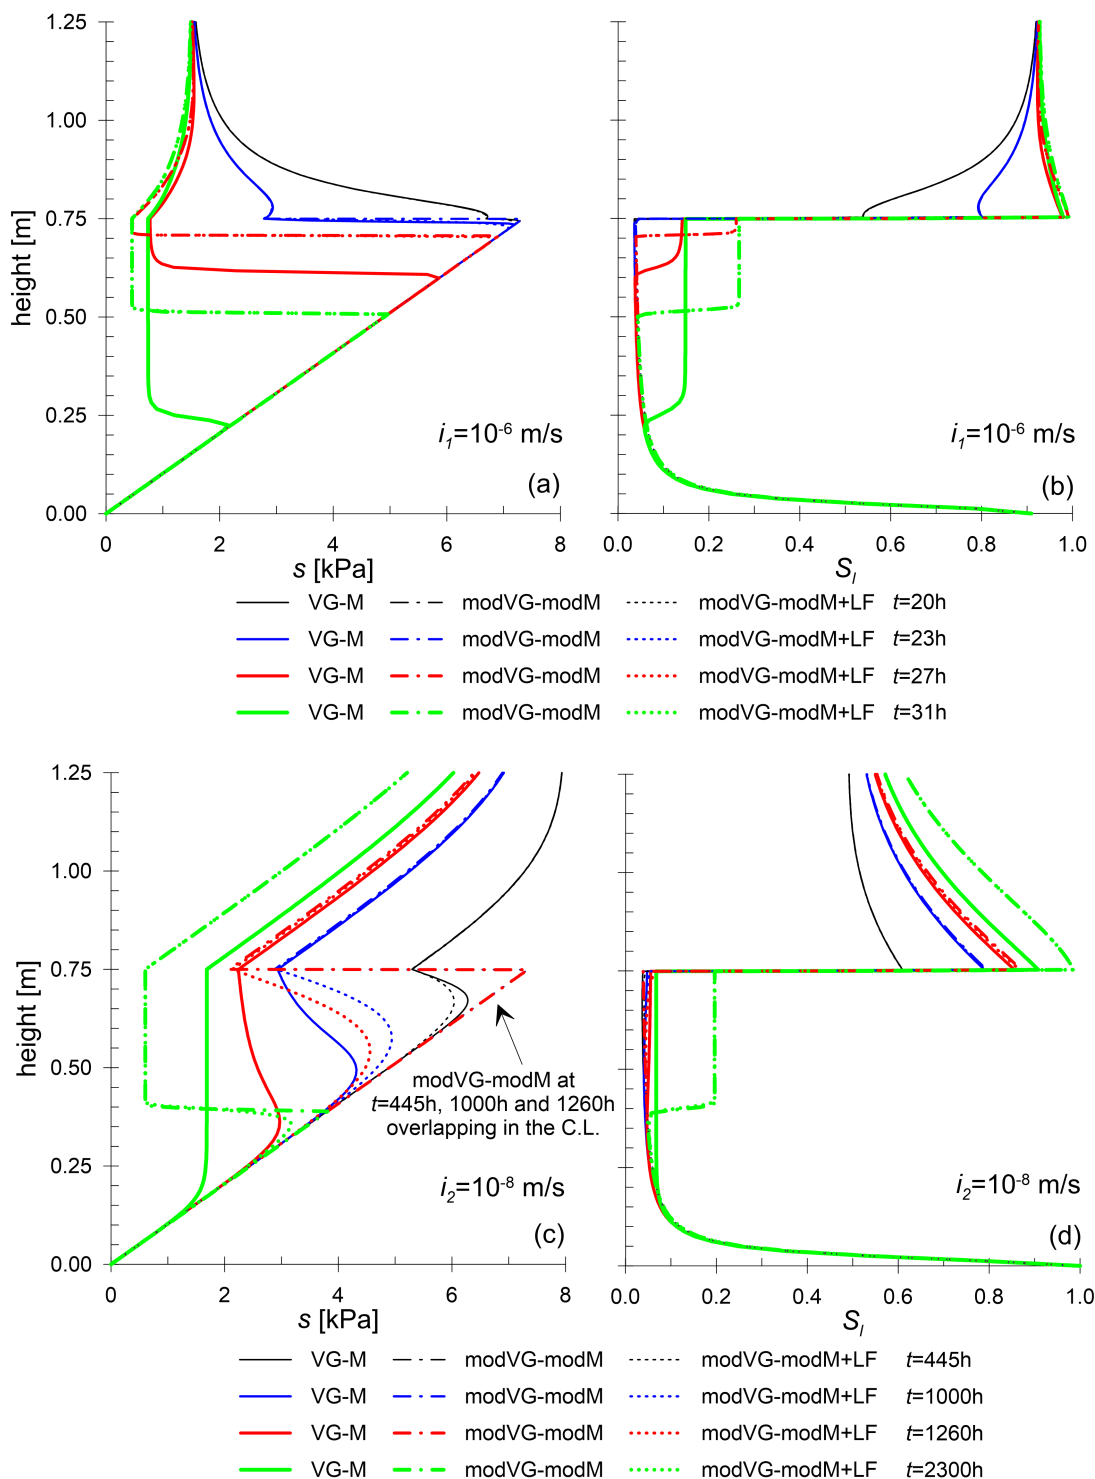 1.25
1.00
0.75
0.50
0.25
0.00
height [m]
i1=10-6 m/s
(a)
0 2 4 6 8
s [kPa]
i1=10-6 m/s
(b)
0.0 0.2 0.4 0.6 0.8 1.0
Sl
VG-M modVG-modM modVG-modM+LF t=20h
VG-M modVG-modM modVG-modM+LF t=23h
VG-M modVG-modM modVG-modM+LF t=27h
VG-M modVG-modM modVG-modM+LF t=31h
1.25
1.00
0.75
0.50
0.25
0.00
height [m]
modVG-modM at
t=445h, 1000h and 1260h
overlapping in the C.L.
i2=10-8 m/s
(c)
0 2 4 6 8
s [kPa]
i2=10-8 m/s
(d)
0.0 0.2 0.4 0.6 0.8 1.0
Sl
VG-M modVG-modM modVG-modM+LF t=445h
VG-M modVG-modM modVG-modM+LF t=1000h
VG-M modVG-modM modVG-modM+LF t=1260h
VG-M modVG-modM modVG-modM+LF t=2300h